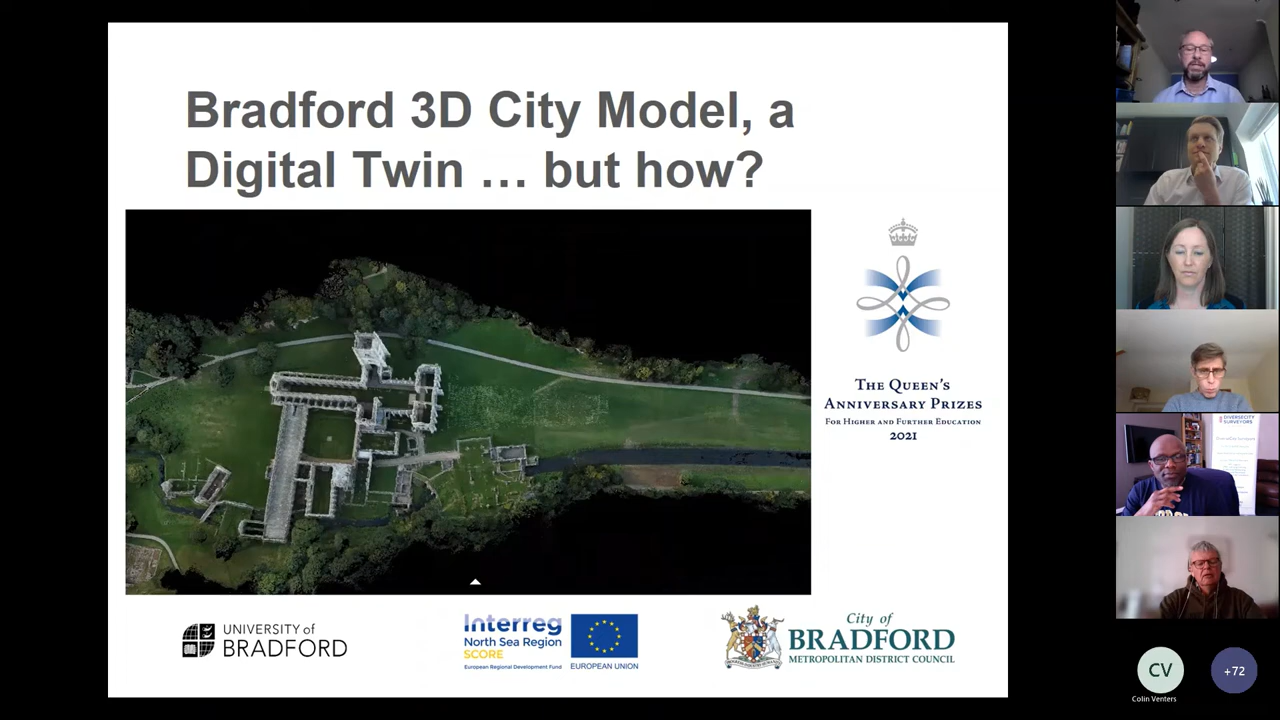 Bradford 3D City Model, a
Digital Twin … but how?
THE QUEEN'S
ANNIVERSARY PRIZES
FOR HIGHER AND FURTHER EDUCATION
2021
UNIVERSITY of
BRADFORD
Interreg
North Sea Region
SCORE
European Regional Development Fund
EUROPEAN UNION
City of
BRADFORD
METROPOLITAN DISTRICT COUNCIL
DIVERSECITY
SURVEYORS
CV
+72
Colin Venters